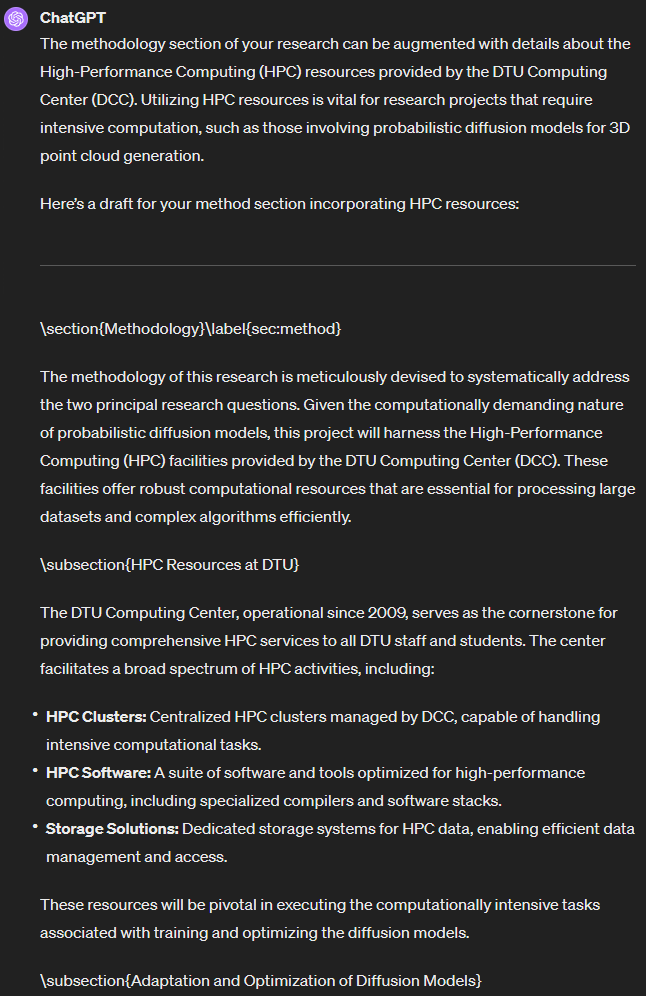 ChatGPT
The methodology section of your research can be augmented with details about the
High-Performance Computing (HPC) resources provided by the DTU Computing
Center (DCC). Utilizing HPC resources is vital for research projects that require
intensive computation, such as those involving probabilistic diffusion models for 3D
point cloud generation.
Here's a draft for your method section incorporating HPC resources:
\section{Methodology}\label{sec:method}
The methodology of this research is meticulously devised to systematically address
the two principal research questions. Given the computationally demanding nature
of probabilistic diffusion models, this project will harness the High-Performance
Computing (HPC) facilities provided by the DTU Computing Center (DCC). These
facilities offer robust computational resources that are essential for processing large
datasets and complex algorithms efficiently.
\subsection{HPC Resources at DTU}
The DTU Computing Center, operational since 2009, serves as the cornerstone for
providing comprehensive HPC services to all DTU staff and students. The center
facilitates a broad spectrum of HPC activities, including:
• HPC Clusters: Centralized HPC clusters managed by DCC, capable of handling
intensive computational tasks.
• HPC Software: A suite of software and tools optimized for high-performance
computing, including specialized compilers and software stacks.
• Storage Solutions: Dedicated storage systems for HPC data, enabling efficient data
management and access.
These resources will be pivotal in executing the computationally intensive tasks
associated with training and optimizing the diffusion models.
\subsection{Adaptation and Optimization of Diffusion Models}